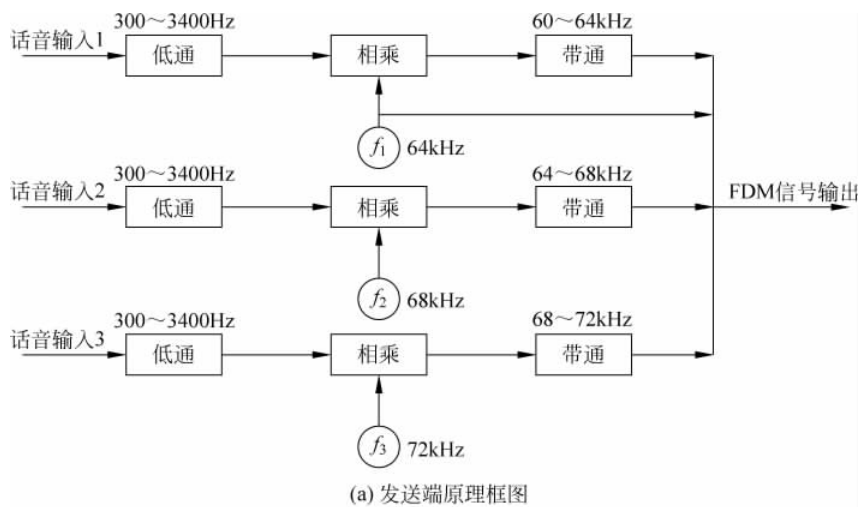 300～3400Hz
60～64kHz
话音输入1
低通
相乘
带通
f₁ 64kHz
300～3400Hz
64～68kHz
话音输入2
低通
相乘
带通
FDM信号输出
f₂ 68kHz
300～3400Hz
68～72kHz
话音输入3
低通
相乘
带通
f₃ 72kHz
(a) 发送端原理框图